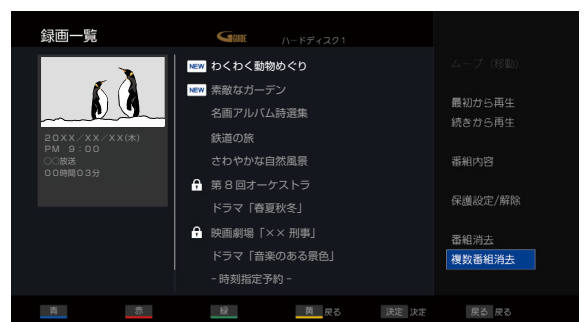 録画一覧
GGUIDE
ハードディスク1
20XX/XX/XX(木)
PM 9:00
○○放送
00時間03分
NEW わくわく動物めぐり
NEW 素敵なガーデン
名画アルバム詩選集
鉄道の旅
さわやかな自然風景
第8回オーケストラ
ドラマ「春夏秋冬」
映画劇場「×× 刑事」
ドラマ「音楽のある景色」
-時刻指定予約-
ムーブ（移動）
最初から再生
続きから再生
番組内容
保護設定/解除
番組消去
複数番組消去
青 赤 緑 黄 戻る 決定 決定 戻る 戻る